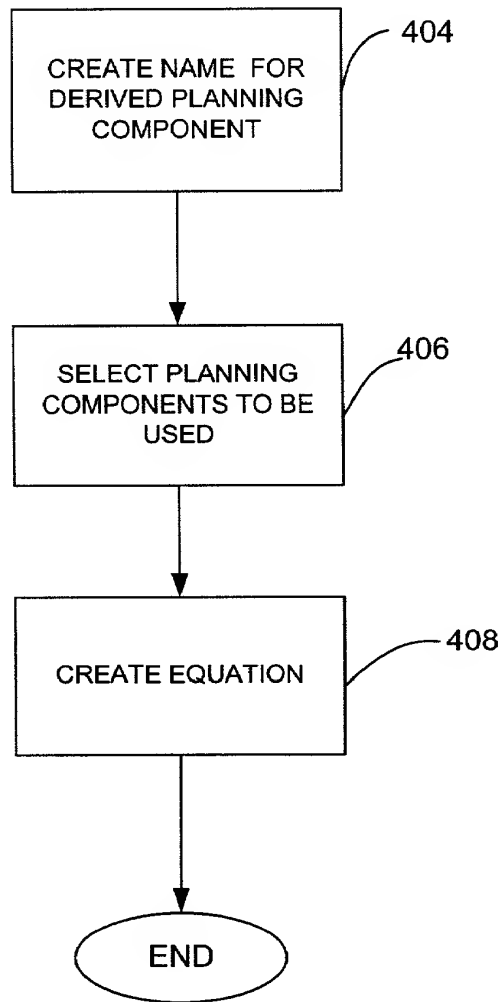 404
CREATE NAME FOR
DERIVED PLANNING
COMPONENT
406
SELECT PLANNING
COMPONENTS TO BE
USED
408
CREATE EQUATION
END